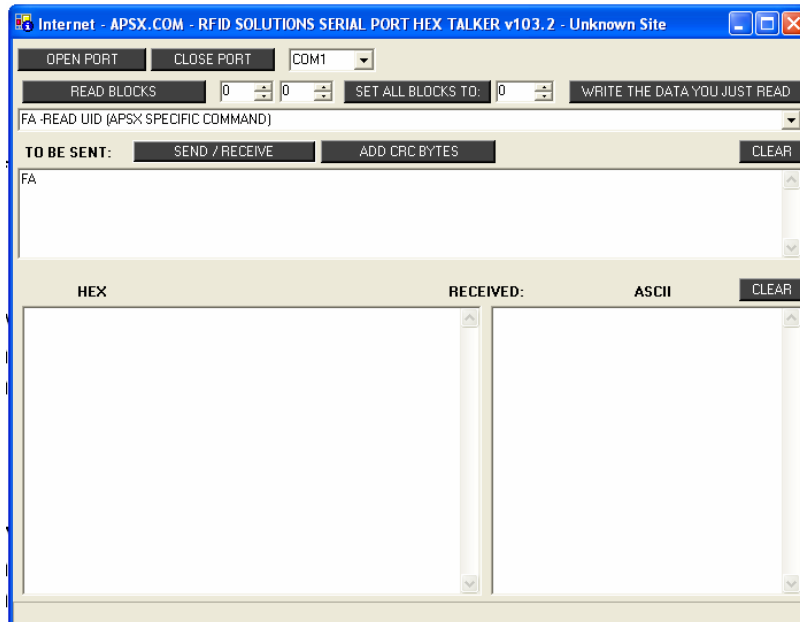 Internet - APSX.COM - RFID SOLUTIONS SERIAL PORT HEX TALKER v103.2 - Unknown Site
OPEN PORT CLOSE PORT COM1
READ BLOCKS 0 0 SET ALL BLOCKS TO: 0 WRITE THE DATA YOU JUST READ
FA -READ UID (APSX SPECIFIC COMMAND)
TO BE SENT: SEND / RECEIVE ADD CRC BYTES CLEAR
FA
HEX RECEIVED: ASCII CLEAR